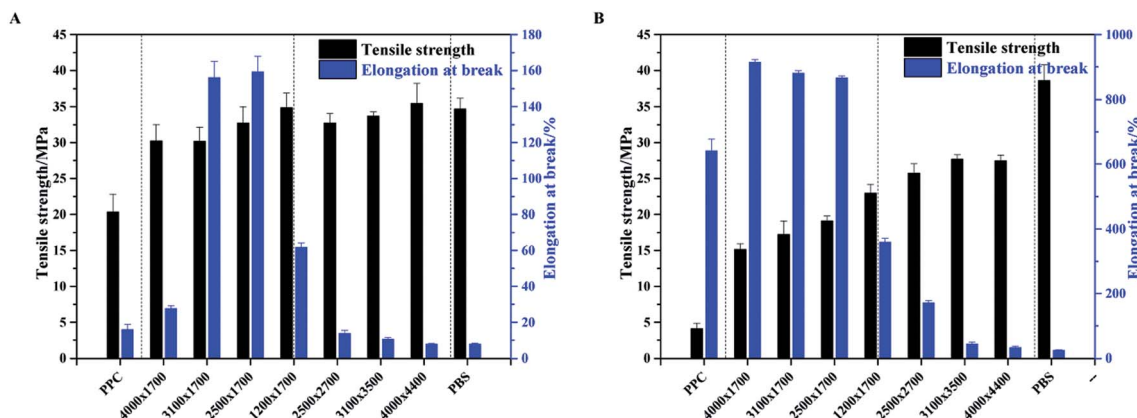 A
Tensile strength
Elongation at break
45
40
35
30
25
20
15
10
5
0
Tensile strength/MPa
180
160
140
120
100
80
60
40
20
0
Elongation at break/%
PPC
4000x1700
3100x1700
2500x1700
1200x1700
2500x2700
3100x3500
4000x4400
PBS
B
Tensile strength
Elongation at break
45
40
35
30
25
20
15
10
5
0
Tensile strength/MPa
1000
800
600
400
200
0
Elongation at break/%
PPC
4000x1700
3100x1700
2500x1700
1200x1700
2500x2700
3100x3500
4000x4400
PBS
--